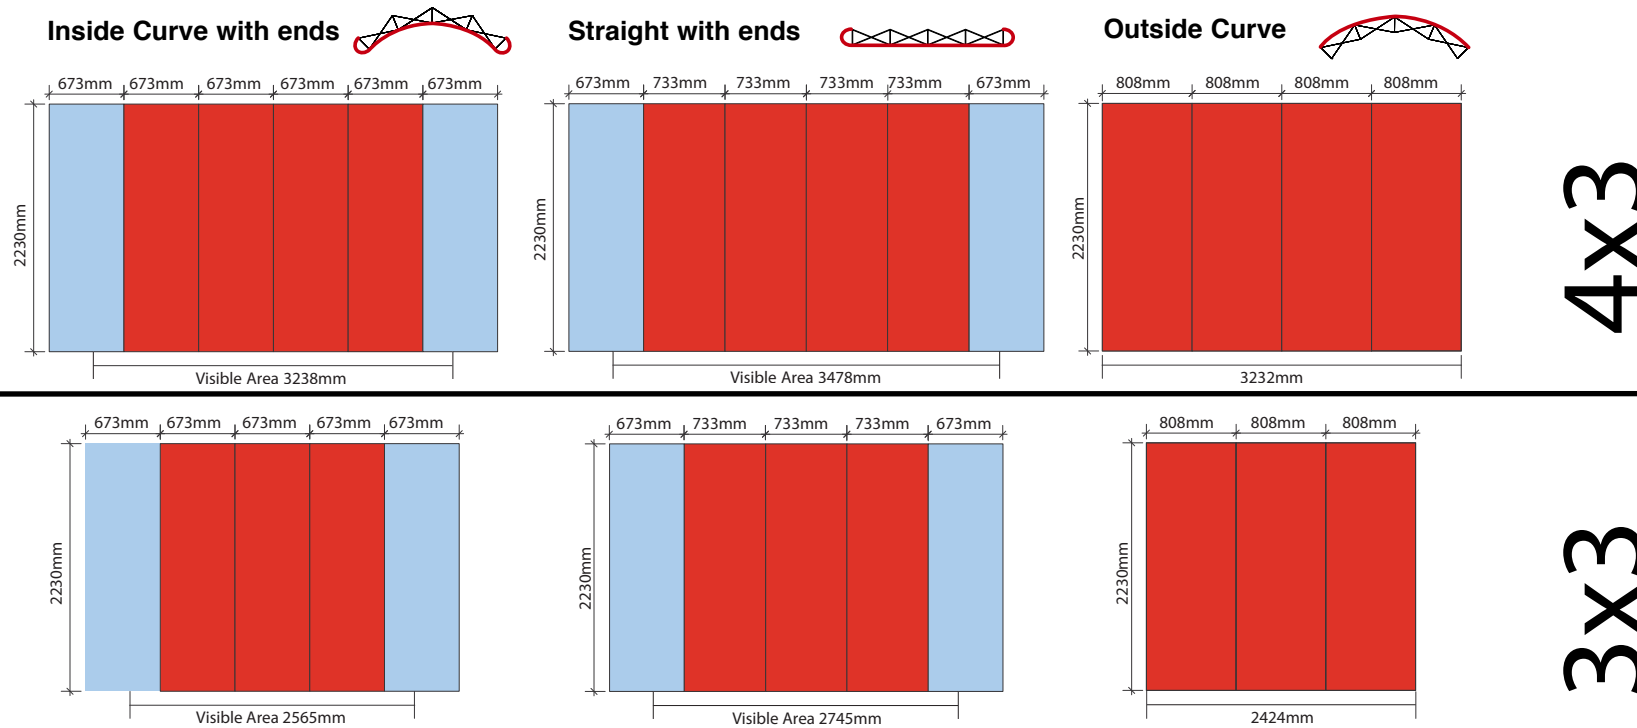 Inside Curve with ends
Straight with ends
Outside Curve
673mm 673mm 673mm 673mm 673mm 673mm
673mm 733mm 733mm 733mm 733mm 673mm
808mm 808mm 808mm 808mm
2230mm
2230mm
2230mm
4x3
Visible Area 3238mm
Visible Area 3478mm
3232mm
673mm 673mm 673mm 673mm 673mm
673mm 733mm 733mm 733mm 673mm
808mm 808mm 808mm
2230mm
2230mm
2230mm
3x3
Visible Area 2565mm
Visible Area 2745mm
2424mm